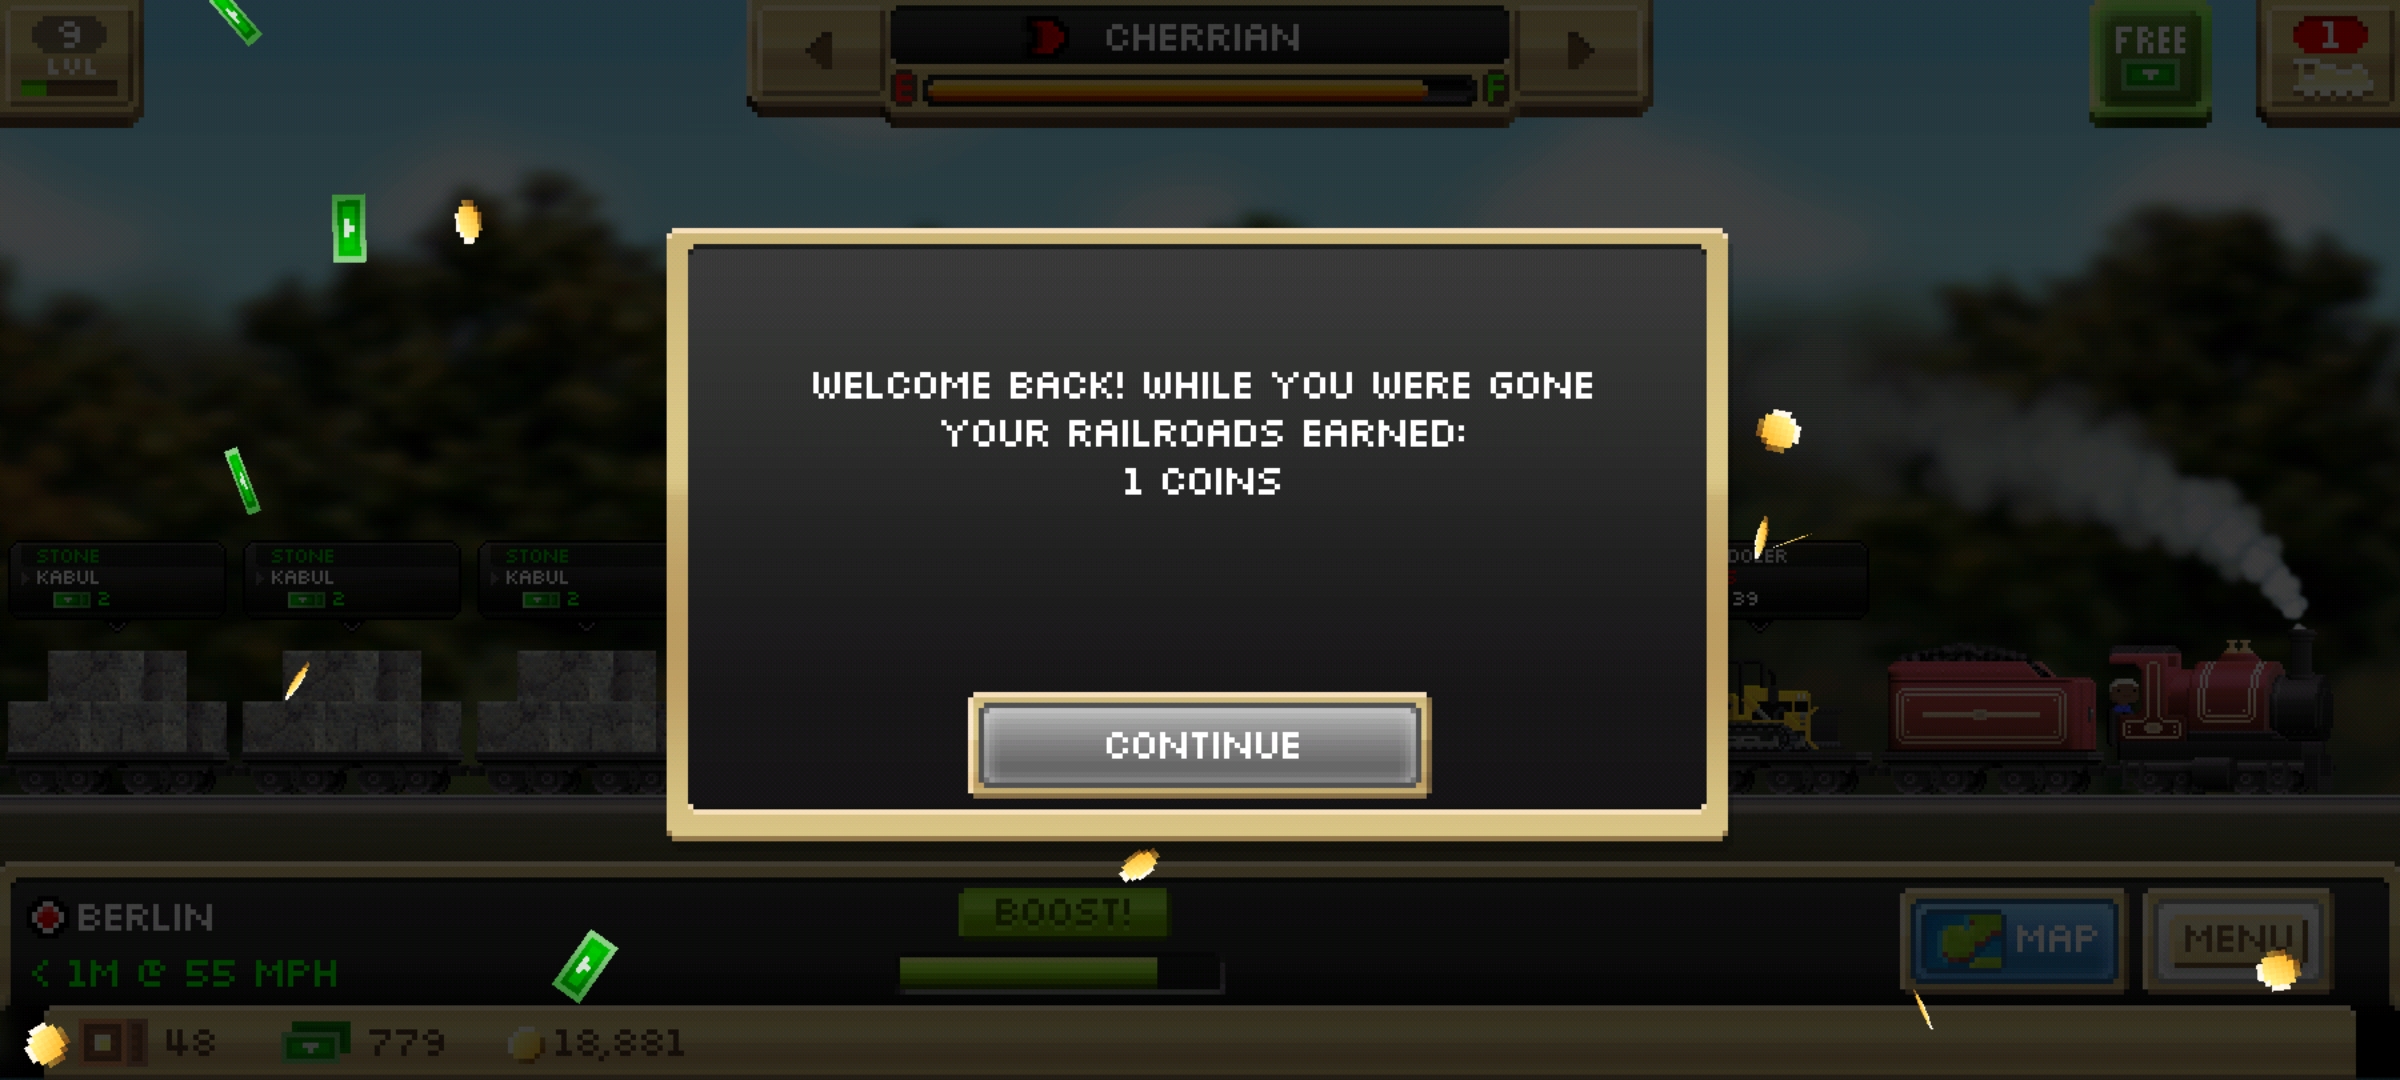 9
LVL
CHERRIAN
E F
FREE
1
WELCOME BACK! WHILE YOU WERE GONE
YOUR RAILROADS EARNED:
1 COINS
STONE
KABUL
2
STONE
KABUL
2
STONE
KABUL
2
39
CONTINUE
BERLIN
< 1M @ 55 MPH
BOOST!
MAP
MENU
48
779
18,881